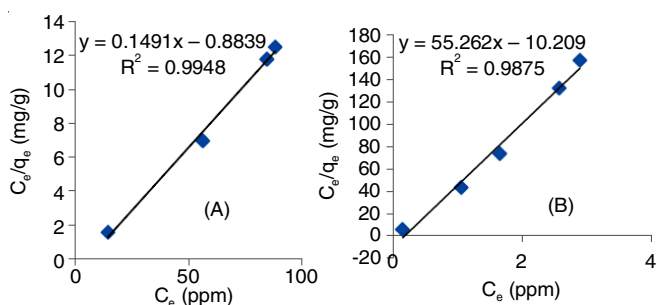 14
12
10
8
6
4
2
0
y = 0.1491x – 0.8839
R² = 0.9948
(A)
0
50
100
Cₑ/qₑ (mg/g)
Cₑ (ppm)
180
160
140
120
100
80
60
40
20
0
-20
y = 55.262x – 10.209
R² = 0.9875
(B)
0
2
4
Cₑ/qₑ (mg/g)
Cₑ (ppm)